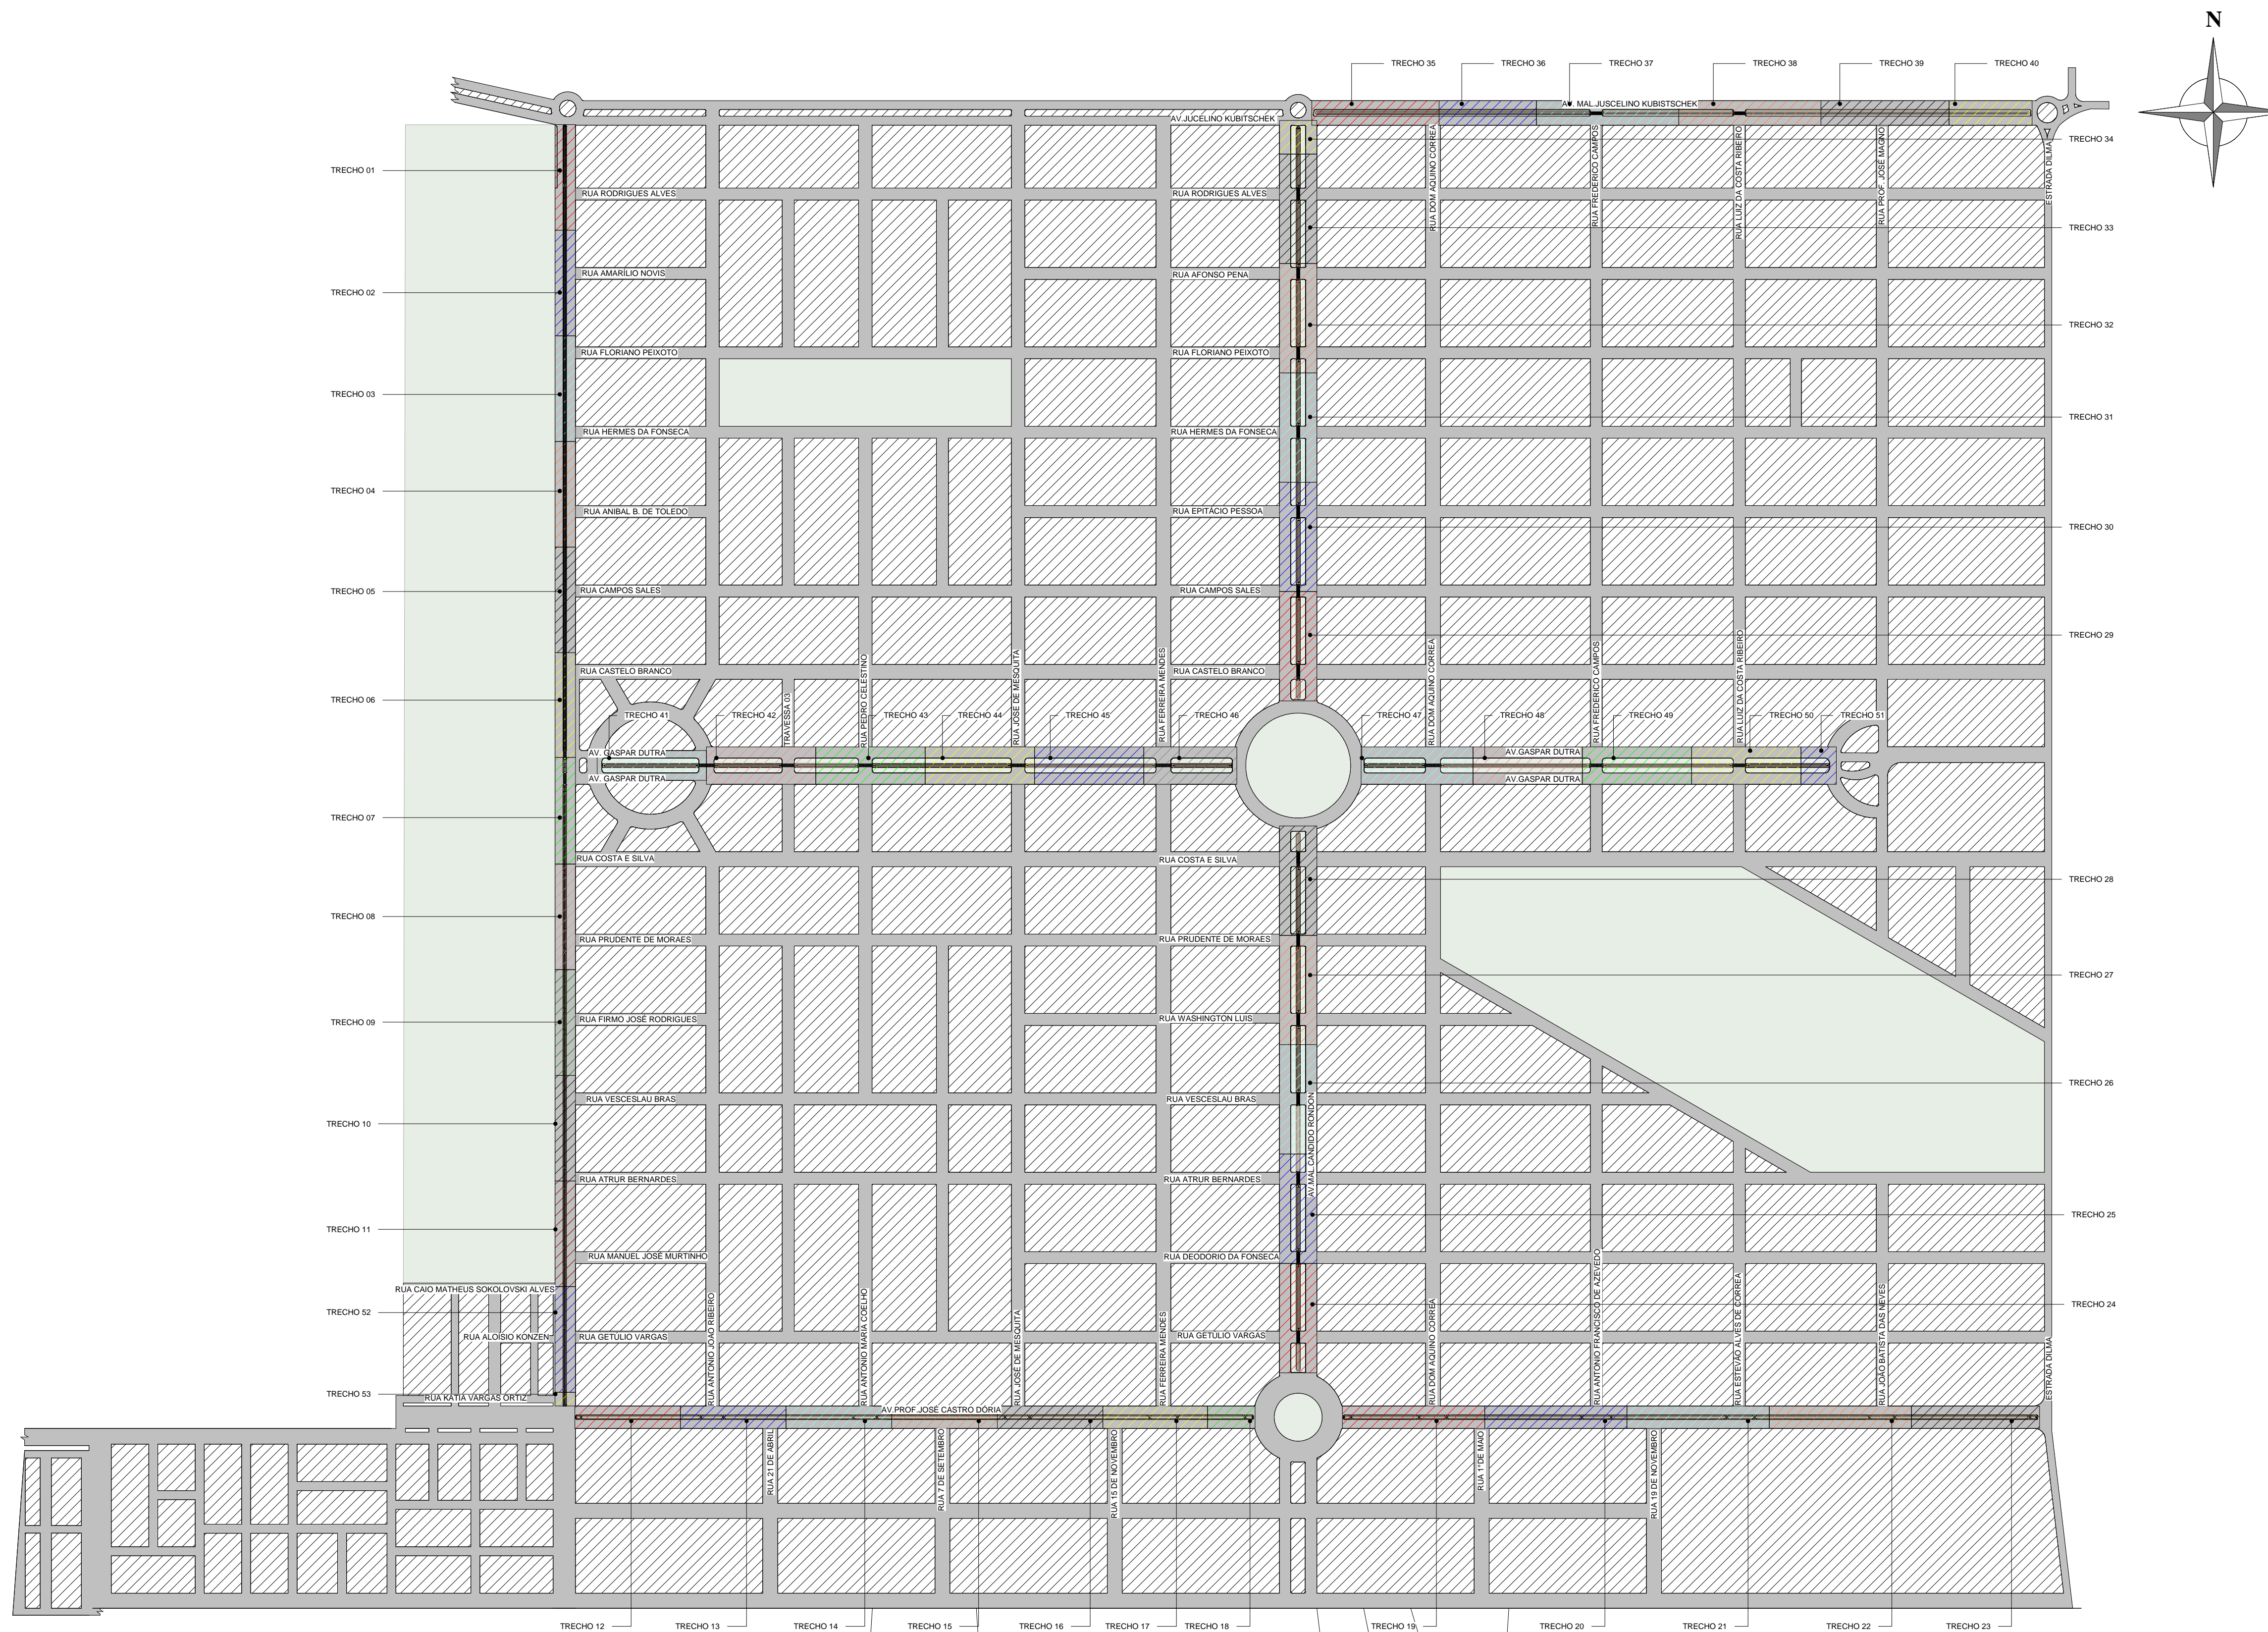 N
TRECHO 35
TRECHO 36
TRECHO 37
TRECHO 38
TRECHO 39
TRECHO 40
AV. MAL.JUSCELINO KUBISTSCHEK
AV.JUCELINO KUBITSCHEK
TRECHO 34
TRECHO 01
RUA RODRIGUES ALVES
RUA RODRIGUES ALVES
RUA DOM AQUINO CORREA
RUA FREDERICO CAMPOS
RUA LUIZ DA COSTA RIBEIRO
RUA PROF. JOSÉ MAGNO
ESTRADA DILMA
TRECHO 33
RUA AMARÍLIO NOVIS
RUA AFONSO PENA
TRECHO 02
TRECHO 32
RUA FLORIANO PEIXOTO
RUA FLORIANO PEIXOTO
TRECHO 03
TRECHO 31
RUA HERMES DA FONSECA
RUA HERMES DA FONSECA
TRECHO 04
RUA ANIBAL B. DE TOLEDO
RUA EPITÁCIO PESSOA
TRECHO 30
TRECHO 05
RUA CAMPOS SALES
RUA CAMPOS SALES
TRECHO 29
RUA CASTELO BRANCO
RUA CASTELO BRANCO
TRAVESSA 03
RUA PEDRO CELESTINO
RUA JOSE DE MESQUITA
RUA FERREIRA MENDES
RUA DOM AQUINO CORREA
RUA FREDERICO CAMPOS
RUA LUIZ DA COSTA RIBEIRO
TRECHO 06
TRECHO 41
TRECHO 42
TRECHO 43
TRECHO 44
TRECHO 45
TRECHO 46
TRECHO 47
TRECHO 48
TRECHO 49
TRECHO 50
TRECHO 51
AV. GASPAR DUTRA
AV.GASPAR DUTRA
AV. GASPAR DUTRA
AV.GASPAR DUTRA
TRECHO 07
RUA COSTA E SILVA
RUA COSTA E SILVA
TRECHO 28
TRECHO 08
RUA PRUDENTE DE MORAES
RUA PRUDENTE DE MORAES
TRECHO 27
TRECHO 09
RUA FIRMO JOSÉ RODRIGUES
RUA WASHINGTON LUIS
TRECHO 26
RUA VESCESLAU BRAS
RUA VESCESLAU BRAS
AV.MAL.CANDIDO RONDON
TRECHO 10
RUA ATRUR BERNARDES
RUA ATRUR BERNARDES
TRECHO 25
TRECHO 11
RUA MANUEL JOSÉ MURTINHO
RUA DEODORIO DA FONSECA
RUA CAIO MATHEUS SOKOLOVSKI ALVES
TRECHO 52
TRECHO 24
RUA ALOISIO KONZEN
RUA GETÚLIO VARGAS
RUA GETÚLIO VARGAS
RUA ANTONIO JOAO RIBEIRO
RUA ANTONIO MARIA COELHO
RUA JOSÉ DE MESQUITA
RUA FERREIRA MENDES
RUA DOM AQUINO CORREA
RUA ANTONIO FRANCISCO DE AZEVEDO
RUA ESTEVÃO ALVES DE CORREA
RUA JOÃO BATISTA DAS NEVES
ESTRADA DILMA
TRECHO 53
RUA KATIA VARGAS ORTIZ
AV.PROF.JOSÉ CASTRO DÓRIA
RUA 21 DE ABRIL
RUA 7 DE SETEMBRO
RUA 15 DE NOVEMBRO
RUA 1°DE MAIO
RUA 19 DE NOVEMBRO
TRECHO 12
TRECHO 13
TRECHO 14
TRECHO 15
TRECHO 16
TRECHO 17
TRECHO 18
TRECHO 19
TRECHO 20
TRECHO 21
TRECHO 22
TRECHO 23